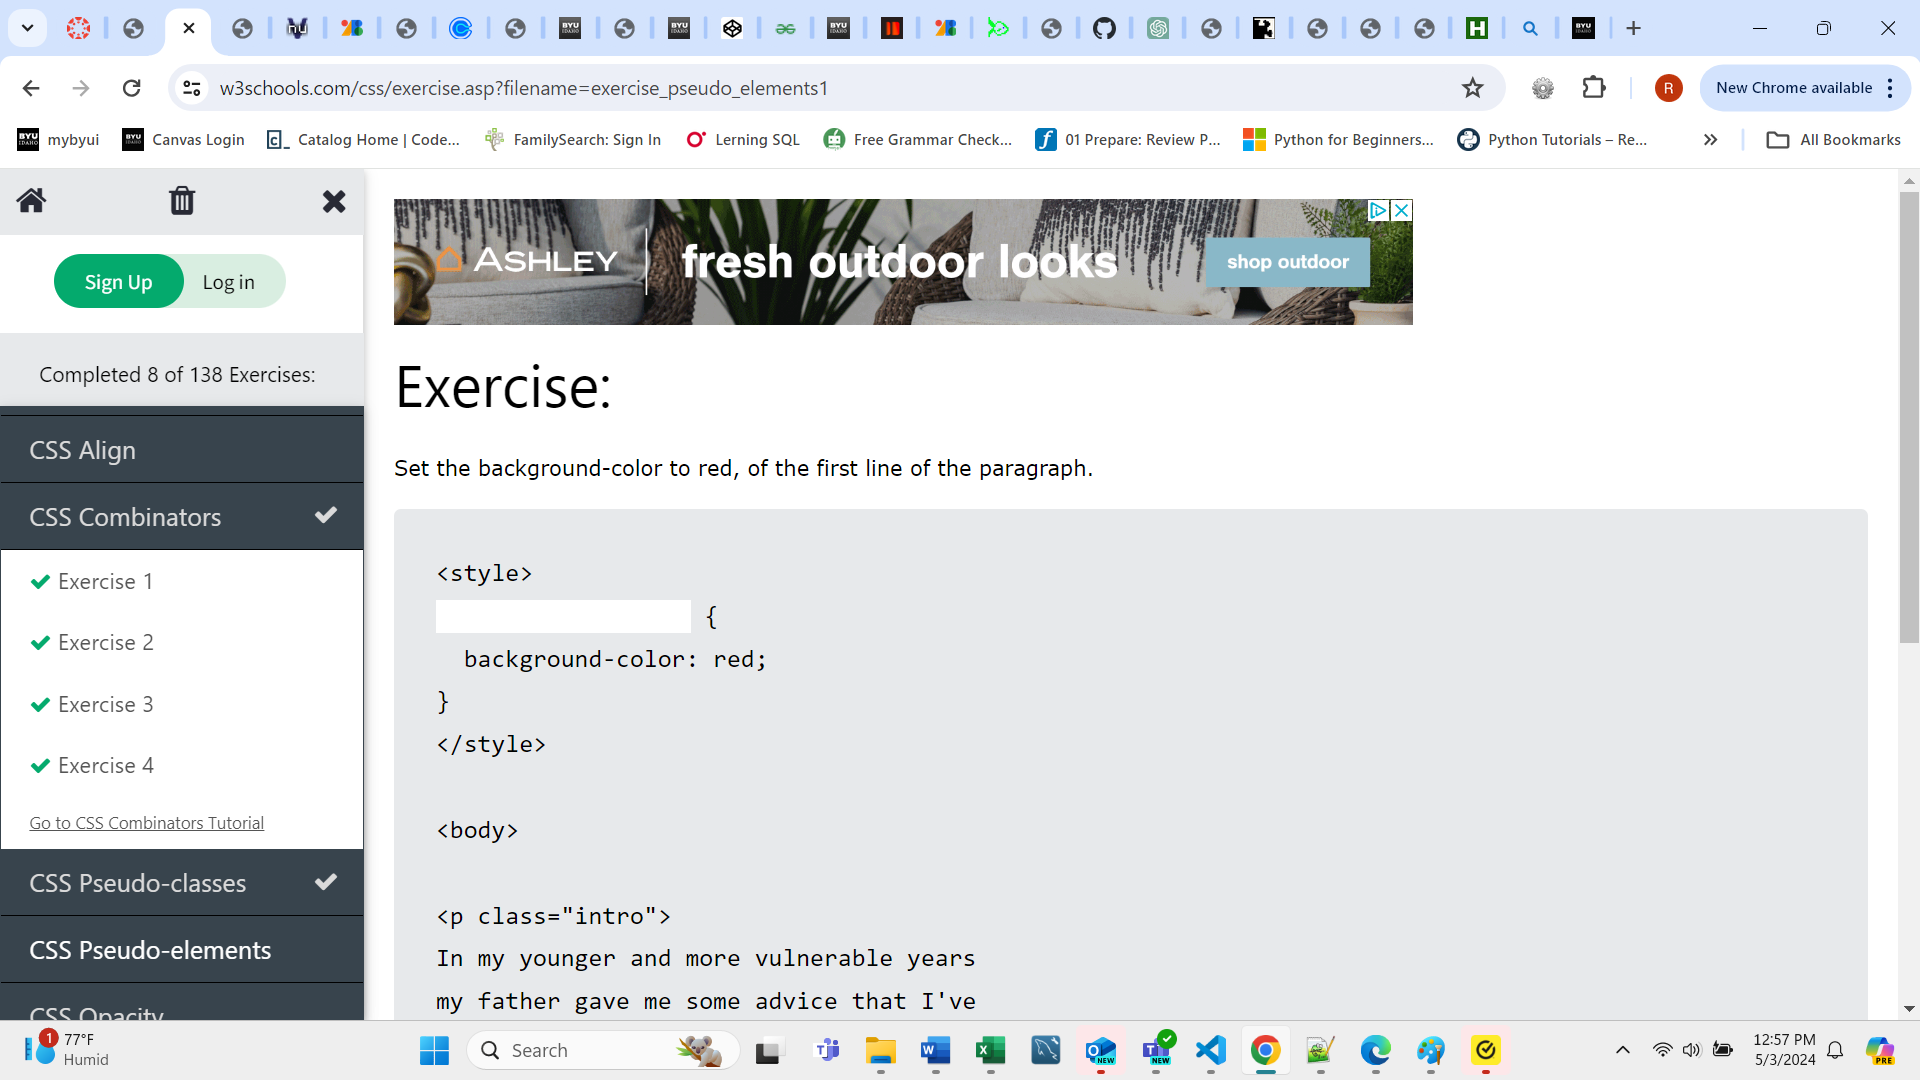 w3schools.com/css/exercise.asp?filename=exercise_pseudo_elements1
R
New Chrome available
BYU
mybyui
BYU
Canvas Login
Catalog Home | Code...
FamilySearch: Sign In
Lerning SQL
Free Grammar Check...
01 Prepare: Review P...
Python for Beginners...
Python Tutorials – Re...
All Bookmarks
Sign Up
Log in
Completed 8 of 138 Exercises:
CSS Align
CSS Combinators
Exercise 1
Exercise 2
Exercise 3
Exercise 4
Go to CSS Combinators Tutorial
CSS Pseudo-classes
CSS Pseudo-elements
CSS Opacity
ASHLEY
fresh outdoor looks
shop outdoor
Exercise:
Set the background-color to red, of the first line of the paragraph.
<style>
{
background-color: red;
}
</style>
<body>
<p class="intro">
In my younger and more vulnerable years
my father gave me some advice that I've
1
77°F
Humid
Search
NEW
NEW
12:57 PM
5/3/2024
PRE